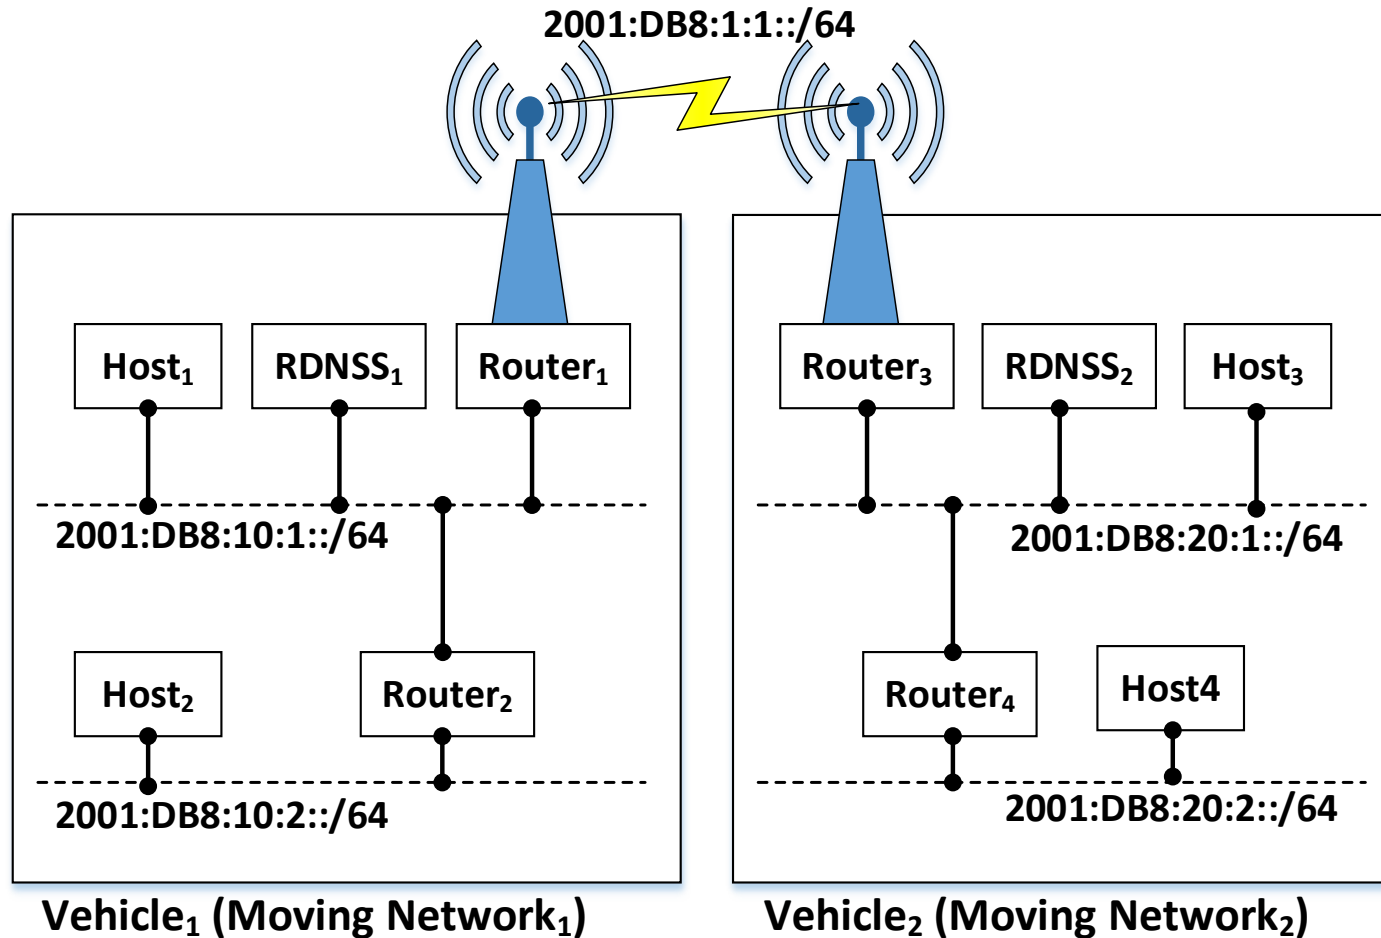 2001:DB8:1:1::/64
Host₁
RDNSS₁
Router₁
2001:DB8:10:1::/64
Host₂
Router₂
2001:DB8:10:2::/64
Vehicle₁ (Moving Network₁)
Router₃
RDNSS₂
Host₃
2001:DB8:20:1::/64
Router₄
Host4
2001:DB8:20:2::/64
Vehicle₂ (Moving Network₂)